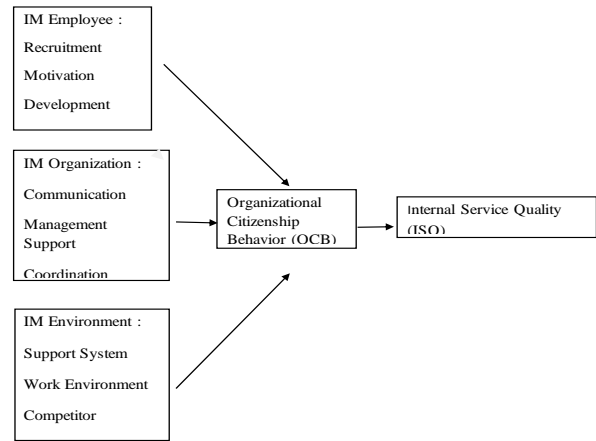 IM Employee :
Recruitment
Motivation
Development
IM Organization :
Communication
Management
Support
Coordination
IM Environment :
Support System
Work Environment
Competitor
Organizational
Citizenship
Behavior (OCB)
Internal Service Quality
(ISQ)